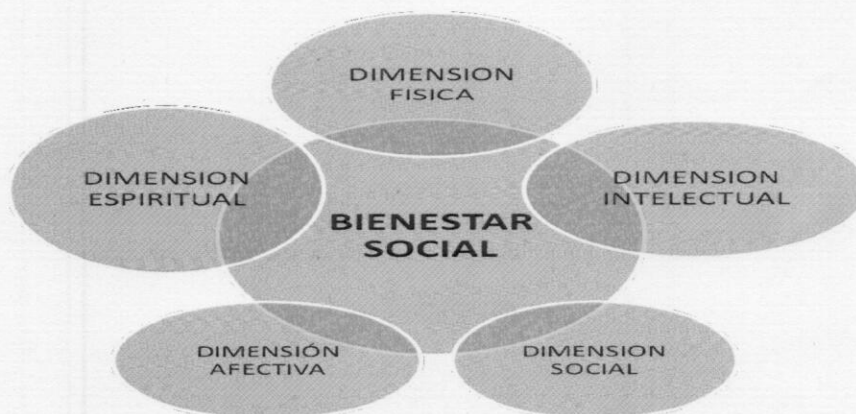 DIMENSION
FISICA
DIMENSION
ESPIRITUAL
DIMENSION
INTELECTUAL
BIENESTAR
SOCIAL
DIMENSIÓN
AFECTIVA
DIMENSION
SOCIAL